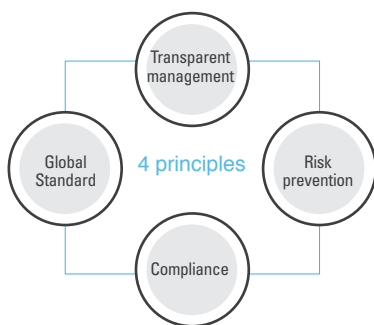 Transparent
management
Global
Standard
4 principles
Risk
prevention
Compliance